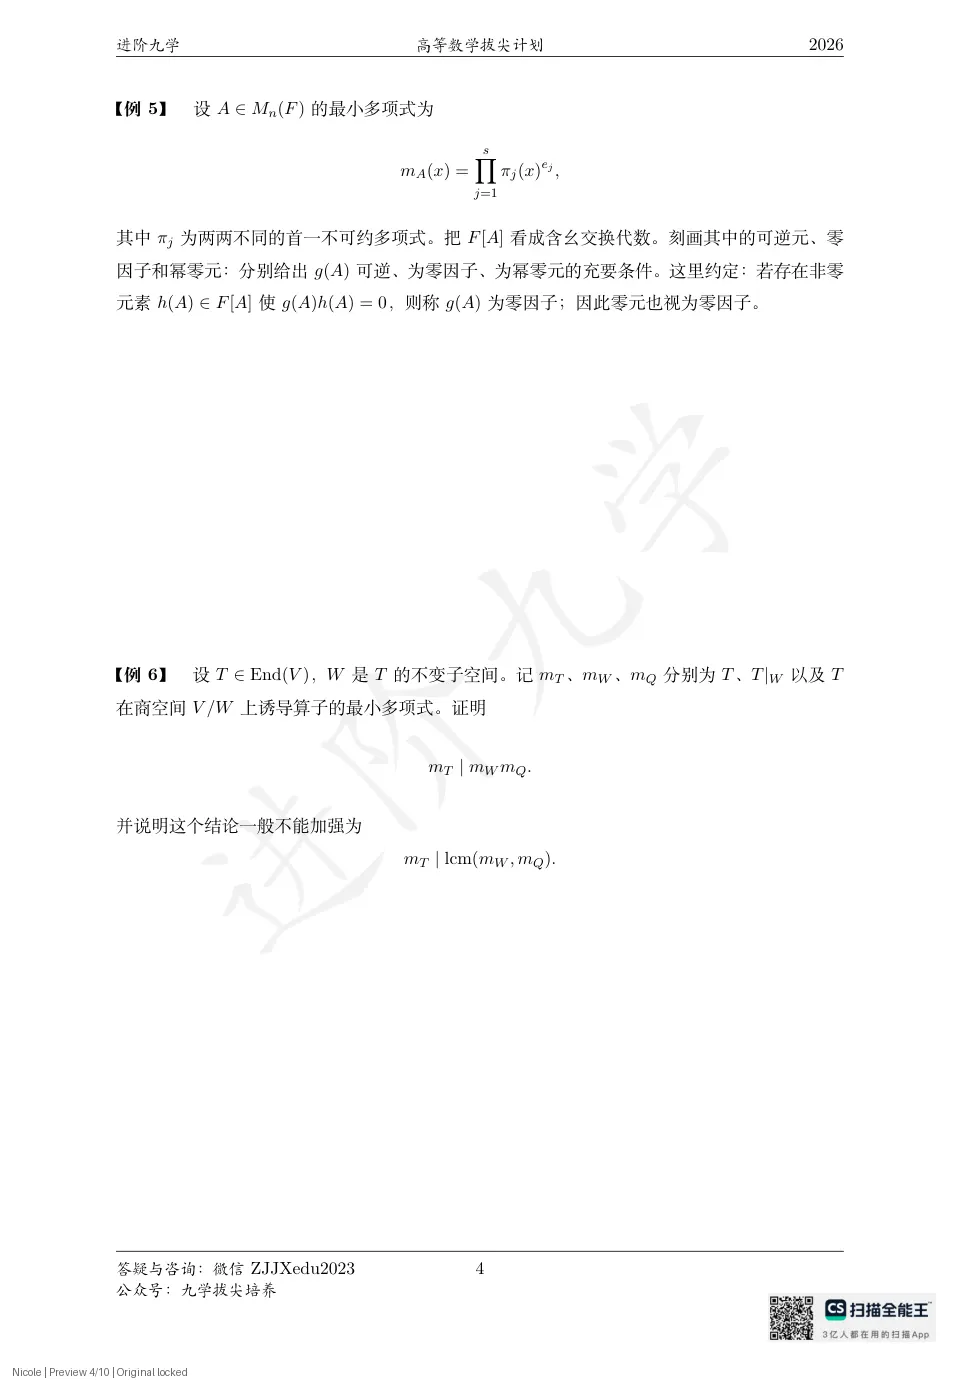 进阶九学 高等数学拔尖计划 2026
【例 5】 设 A ∈ Mₙ(F) 的最小多项式为
m_A(x) = ∏_{j=1}^{s} π_j(x)^{e_j},
其中 π_j 为两两不同的首一不可约多项式。把 F[A] 看成含幺交换代数。刻画其中的可逆元、零
因子和幂零元：分别给出 g(A) 可逆、为零因子、为幂零元的充要条件。这里约定：若存在非零
元素 h(A) ∈ F[A] 使 g(A)h(A) = 0，则称 g(A) 为零因子；因此零元也视为零因子。
【例 6】 设 T ∈ End(V)，W 是 T 的不变子空间。记 m_T、m_W、m_Q 分别为 T、T|_W 以及 T
在商空间 V/W 上诱导算子的最小多项式。证明
m_T | m_W m_Q.
并说明这个结论一般不能加强为
m_T | lcm(m_W, m_Q).
进阶九学
答疑与咨询：微信 ZJJXedu2023 4
公众号：九学拔尖培养
CS 扫描全能王™
3亿人都在用的扫描App
Nicole | Preview 4/10 | Original locked